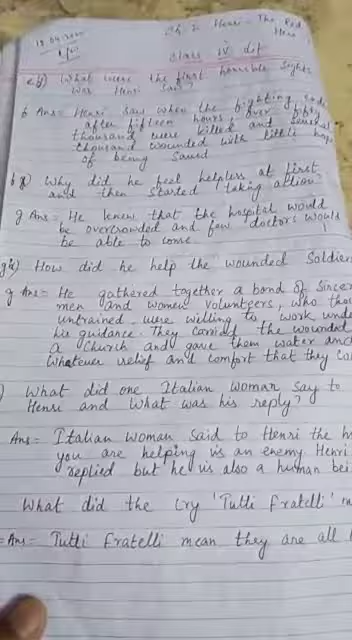 Ch-2 Henri - The Red
Hero
Class IV
What were the first horrible sights
was Henri saw?
Ans = Henri saw when the fighting
after fifteen hours, over
thousand were killed and several
thousand wounded with little hope
of being saved
Why did he feel helpless at first
and then started taking action
Ans = He knew that the hospital would
be overcrowded and few doctors would
be able to come.
How did he help the wounded Soldier
Ans = He gathered together a band of sincer
men and women volunteers, who tho
untrained were willing to work und
his guidance. They carried the wounded
a church and gave them water and
whatever relief and comfort that they co
What did one Italian woman say to
Henri and what was his reply?
Ans = Italian woman said to Henri the
you are helping is an enemy Henri
replied but he is also a human bei
What did the cry 'Tutti fratelli' m
= Ans = Tutti fratelli mean they are all